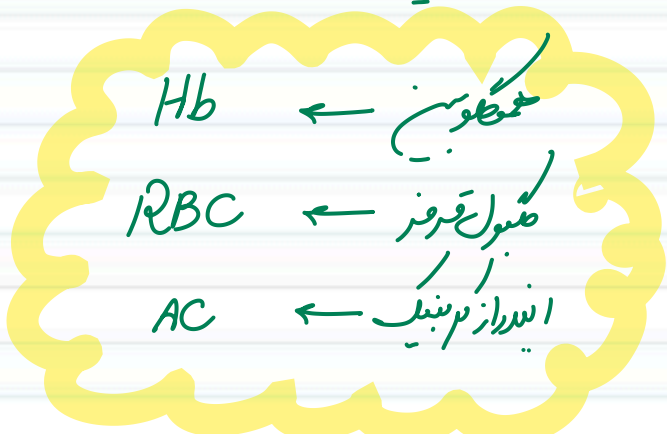 هموگلوبین ← Hb
گلبول قرمز ← RBC
انیدراز کربنیک ← AC